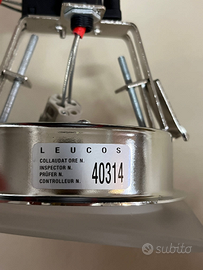 LEUCOS
COLLAUDATORE N.
INSPECTOR N.
PRÜFER N.
CONTROLLEUR N.
40314
subito